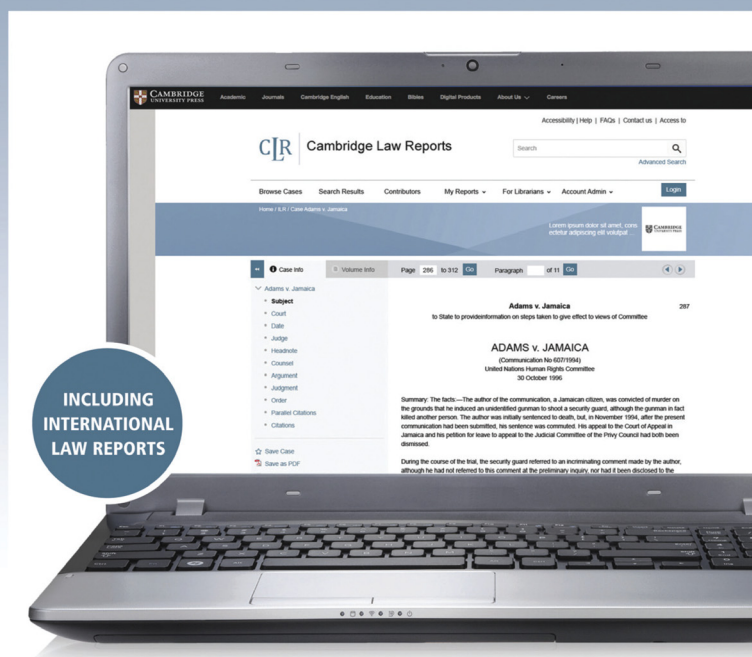 CAMBRIDGE
UNIVERSITY PRESS
Academic Journals Cambridge English Education Bibles Digital Products About Us Careers
Accessibility | Help | FAQs | Contact us | Access to
CLR Cambridge Law Reports
Search
Advanced Search
Browse Cases Search Results Contributors My Reports For Librarians Account Admin Login
Home / ILR / Case Adams v. Jamaica
Lorem ipsum dolor sit amet, cons
ectetur adipiscing elit volutpat ...
CAMBRIDGE
UNIVERSITY PRESS
Case Info Volume Info Page 286 to 312 Go Paragraph of 11 Go
Adams v. Jamaica
Subject
Court
Date
Judge
Headnote
Counsel
Argument
Judgment
Order
Parallel Citations
Citations
Save Case
Save as PDF
Adams v. Jamaica 287
to State to provideinformation on steps taken to give effect to views of Committee
ADAMS v. JAMAICA
(Communication No 607/1994)
United Nations Human Rights Committee
30 October 1996
Summary: The facts:—The author of the communication, a Jamaican citizen, was convicted of murder on
the grounds that he induced an unidentified gunman to shoot a security guard, although the gunman in fact
killed another person. The author was initially sentenced to death, but, in November 1994, after the present
communication had been submitted, his sentence was commuted. His appeal to the Court of Appeal in
Jamaica and his petition for leave to appeal to the Judicial Committee of the Privy Council had both been
dismissed.
During the course of the trial, the security guard referred to an incriminating comment made by the author,
although he had not referred to this comment at the preliminary inquiry, nor had it been disclosed to the
INCLUDING
INTERNATIONAL
LAW REPORTS